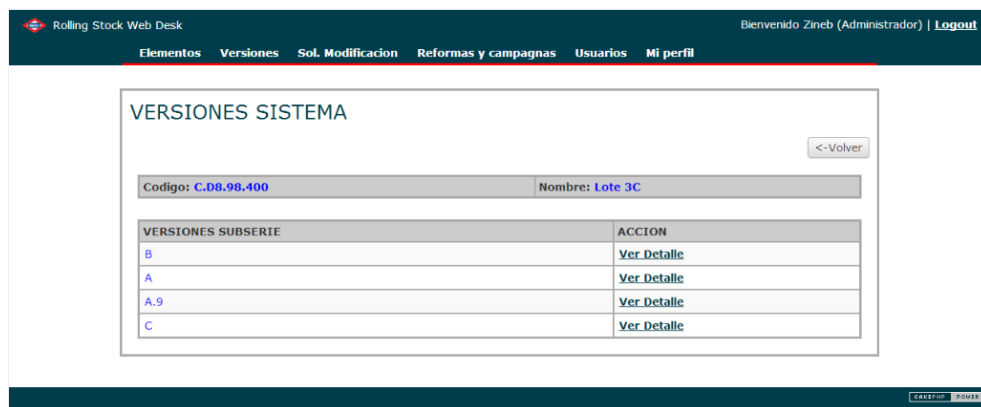 Rolling Stock Web Desk Bienvenido Zineb (Administrador) | Logout
Elementos Versiones Sol. Modificacion Reformas y campagnas Usuarios Mi perfil
VERSIONES SISTEMA
<-Volver
Codigo: C.D8.98.400 Nombre: Lote 3C
VERSIONES SUBSERIE ACCION
B Ver Detalle
A Ver Detalle
A.9 Ver Detalle
C Ver Detalle
CAKEPHP POWER